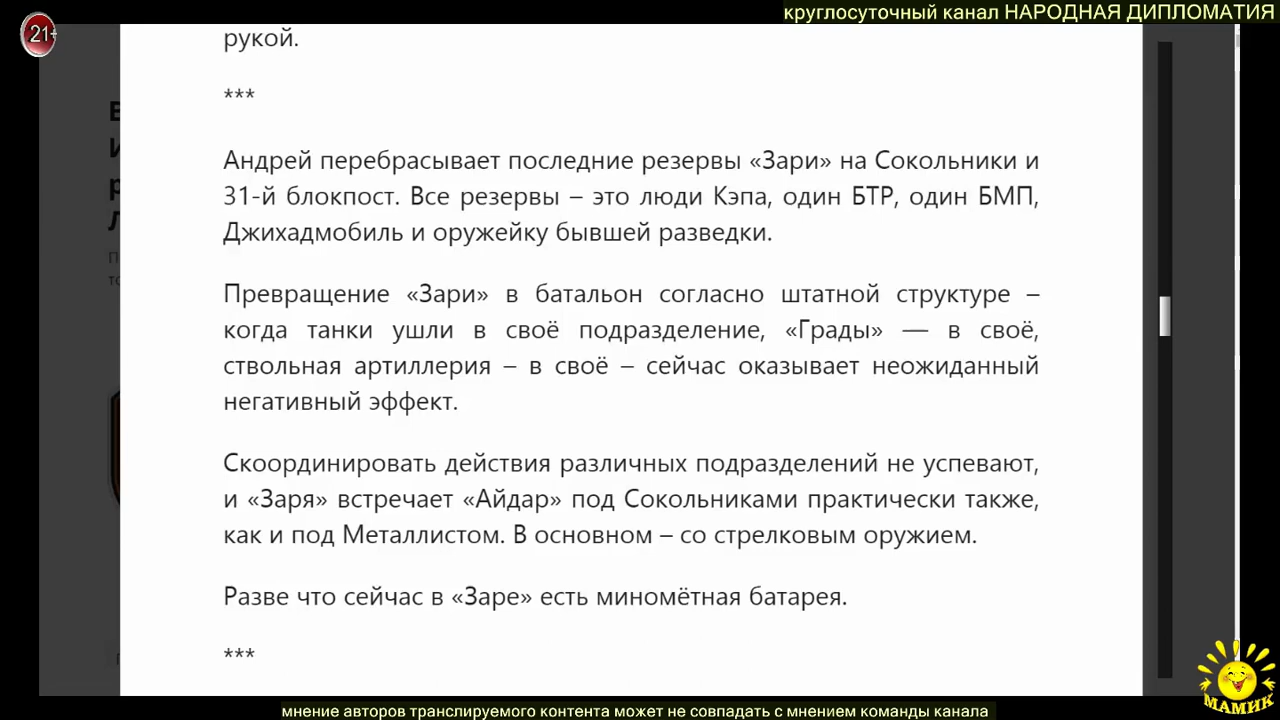 круглосуточный канал НАРОДНАЯ ДИПЛОМАТИЯ
21+
рукой.
***
Андрей перебрасывает последние резервы «Зари» на Сокольники и
31-й блокпост. Все резервы – это люди Кэпа, один БТР, один БМП,
Джихадмобиль и оружейку бывшей разведки.
Превращение «Зари» в батальон согласно штатной структуре –
когда танки ушли в своё подразделение, «Грады» — в своё,
ствольная артиллерия – в своё – сейчас оказывает неожиданный
негативный эффект.
Скоординировать действия различных подразделений не успевают,
и «Заря» встречает «Айдар» под Сокольниками практически также,
как и под Металлистом. В основном – со стрелковым оружием.
Разве что сейчас в «Заре» есть миномётная батарея.
***
МАМИК
мнение авторов транслируемого контента может не совпадать с мнением команды канала